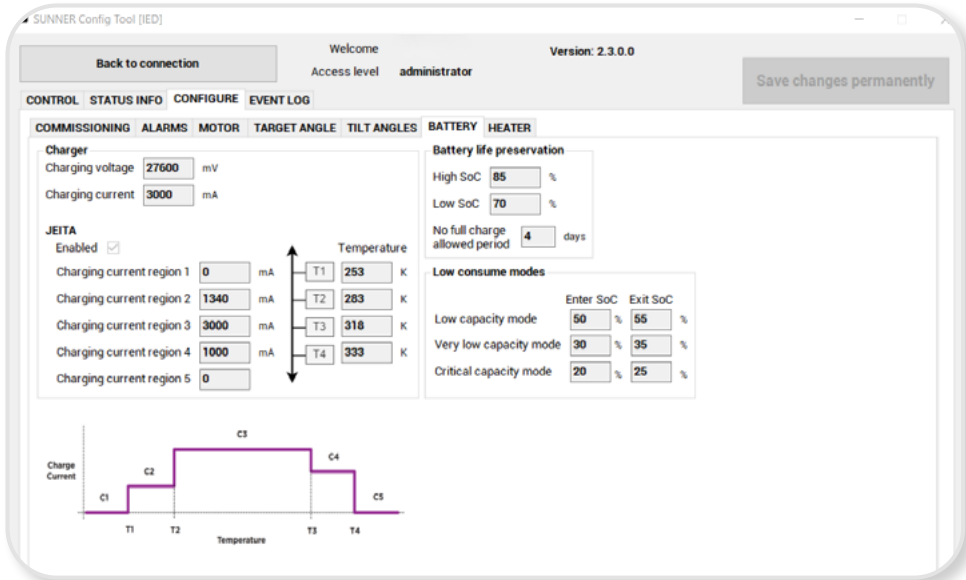 SUNNER Config Tool [IED]
Back to connection
Welcome
Version: 2.3.0.0
Access level administrator
Save changes permanently
CONTROL STATUS INFO CONFIGURE EVENT LOG
COMMISSIONING ALARMS MOTOR TARGET ANGLE TILT ANGLES BATTERY HEATER
Charger
Charging voltage 27600 mV
Charging current 3000 mA
JEITA
Enabled
Temperature
Charging current region 1 0 mA T1 253 K
Charging current region 2 1340 mA T2 283 K
Charging current region 3 3000 mA T3 318 K
Charging current region 4 1000 mA T4 333 K
Charging current region 5 0
Battery life preservation
High SoC 85 %
Low SoC 70 %
No full charge
allowed period 4 days
Low consume modes
Enter SoC Exit SoC
Low capacity mode 50 % 55 %
Very low capacity mode 30 % 35 %
Critical capacity mode 20 % 25 %
Charge
Current
C1
C2
C3
C4
C5
T1 T2 T3 T4
Temperature